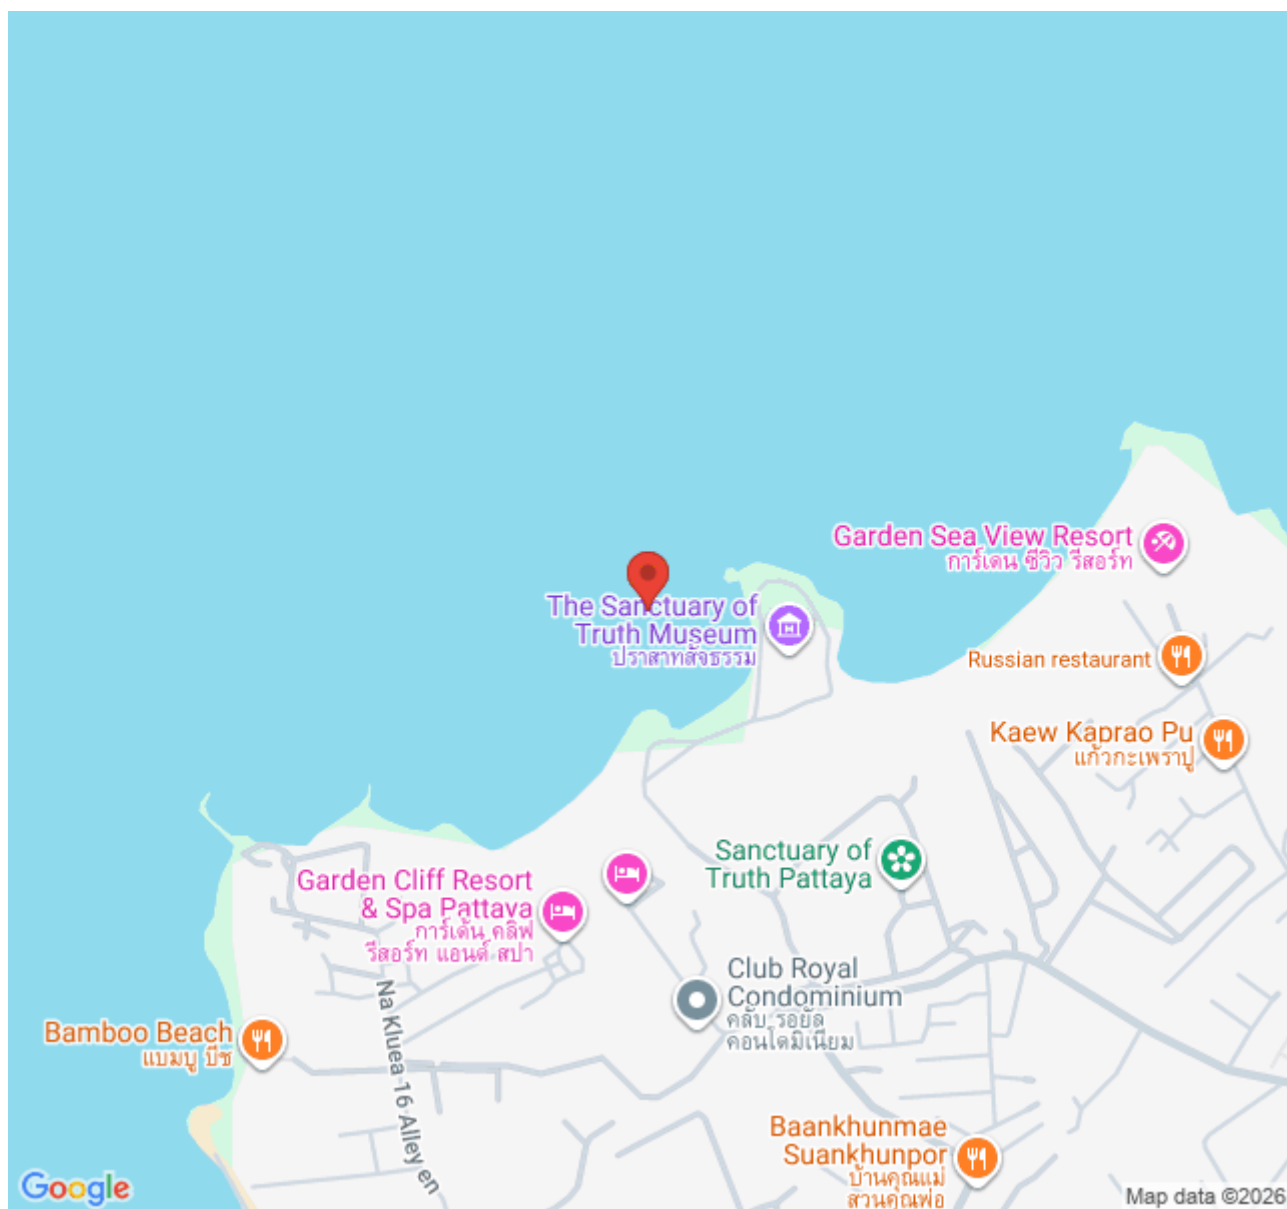 Garden Sea View Resort
การ์เดน ซีวิว รีสอร์ท
The Sanctuary of
Truth Museum
ปราสาทสัจธรรม
Russian restaurant
Kaew Kaprao Pu
แก้วกะเพราปู
Sanctuary of
Truth Pattaya
Garden Cliff Resort
& Spa Pattaya
การ์เด้น คลิฟ
รีสอร์ท แอนด์ สปา
Club Royal
Condominium
คลับ รอยัล
คอนโดมิเนียม
Na Kluea 16 Alley en
Bamboo Beach
แบมบู บีช
Baankhunmae
Suankhunpor
บ้านคุณแม่
สวนคุณพ่อ
Google
Map data ©2026